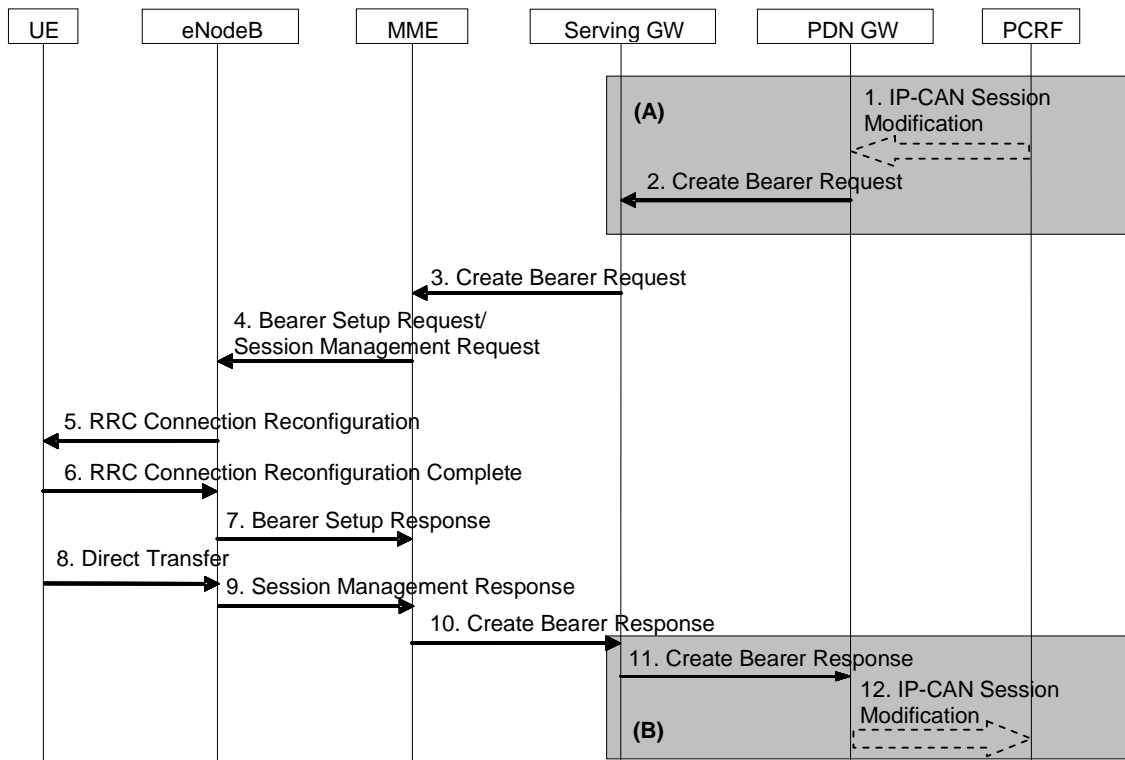 UE
eNodeB
MME
Serving GW
PDN GW
PCRF
(A)
1. IP-CAN Session
Modification
2. Create Bearer Request
3. Create Bearer Request
4. Bearer Setup Request/
Session Management Request
5. RRC Connection Reconfiguration
6. RRC Connection Reconfiguration Complete
7. Bearer Setup Response
8. Direct Transfer
9. Session Management Response
10. Create Bearer Response
11. Create Bearer Response
12. IP-CAN Session
Modification
(B)